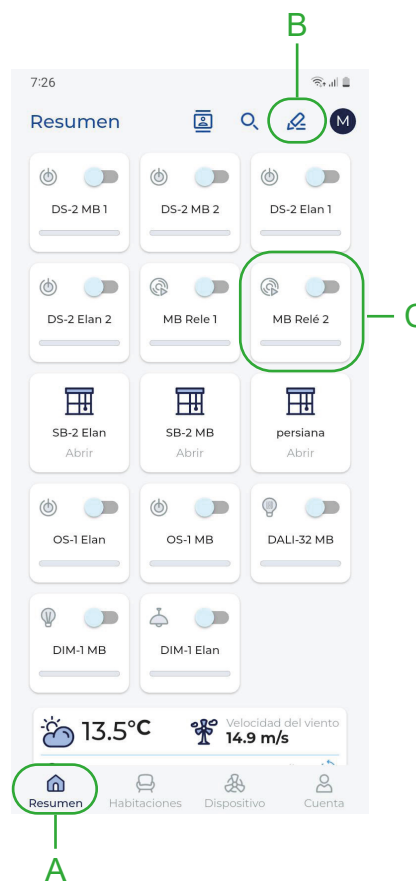 B
7:26
Resumen
M
DS-2 MB 1 DS-2 MB 2 DS-2 Elan 1
DS-2 Elan 2 MB Rele 1 MB Relé 2
C
SB-2 Elan SB-2 MB persiana
Abrir Abrir Abrir
OS-1 Elan OS-1 MB DALI-32 MB
DIM-1 MB DIM-1 Elan
13.5°C Velocidad del viento
14.9 m/s
Resumen Habitaciones Dispositivo Cuenta
A